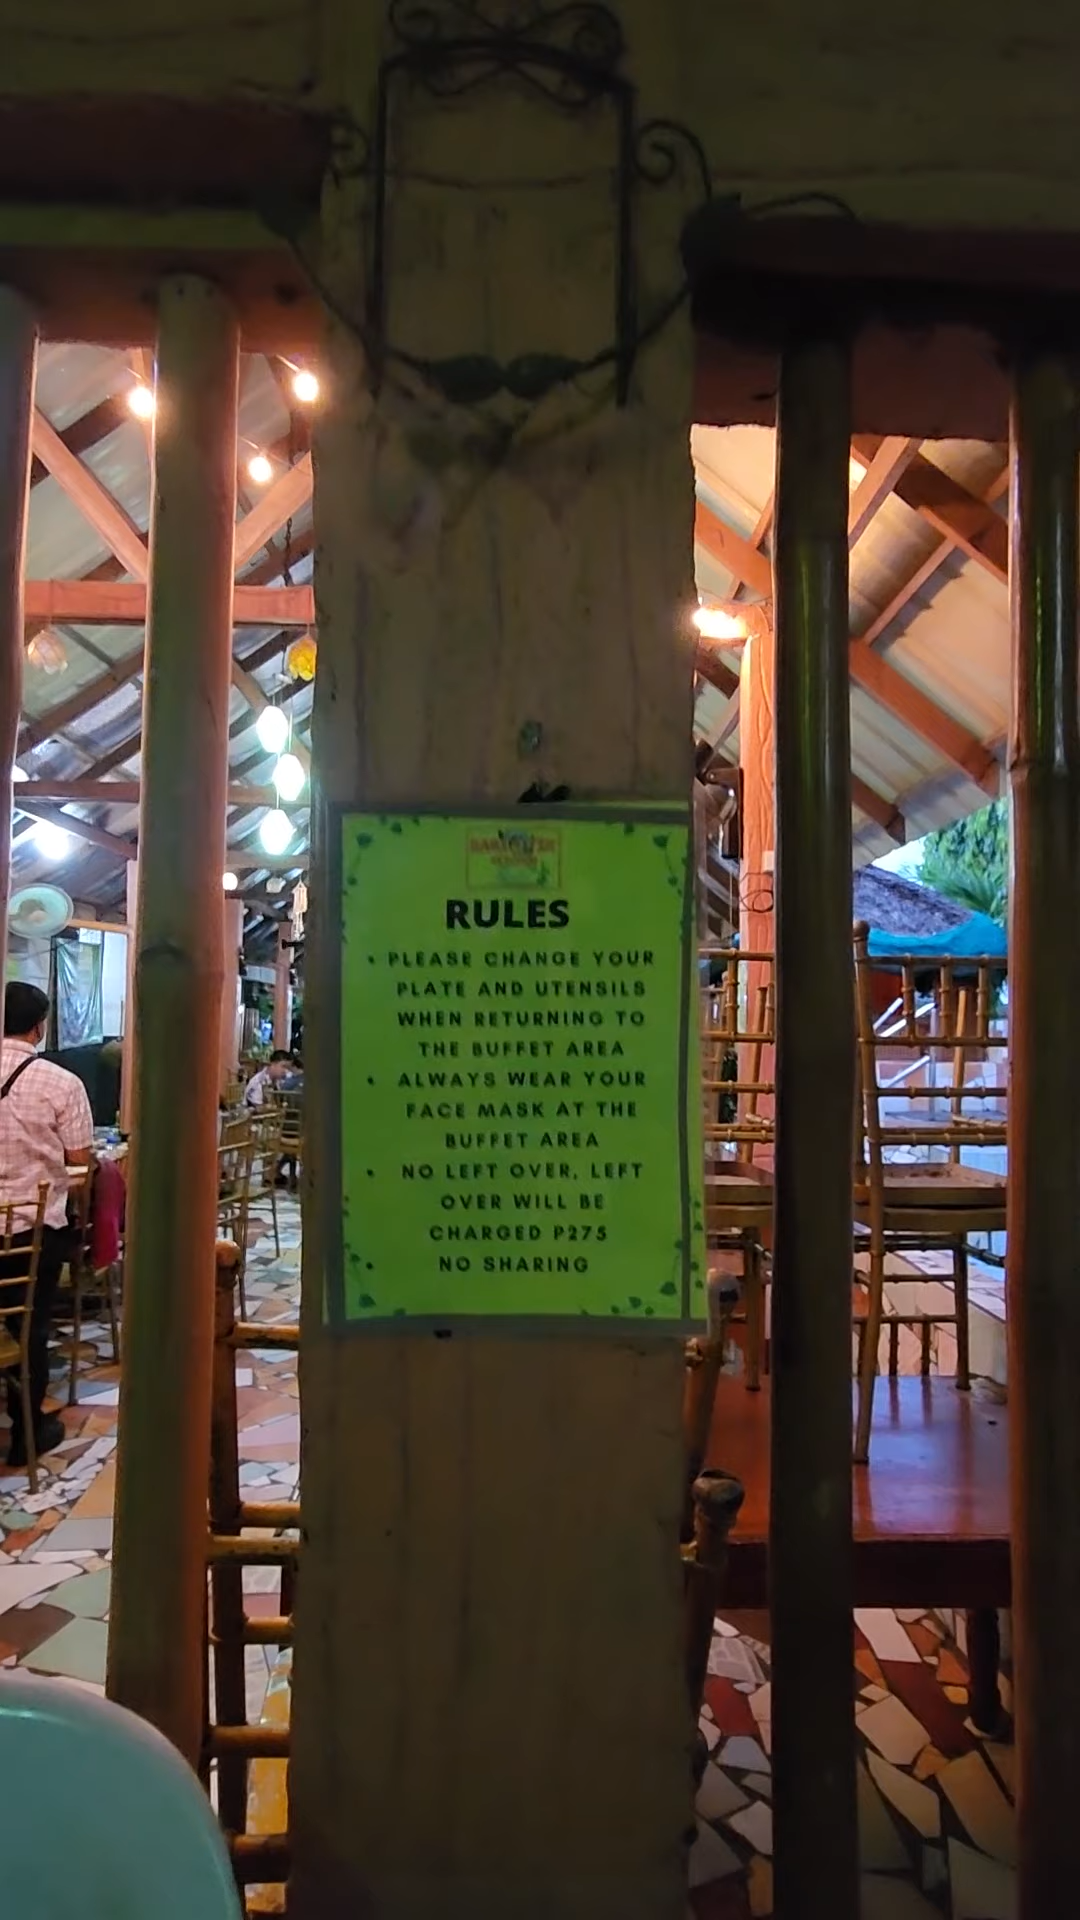 RULES
• PLEASE CHANGE YOUR
PLATE AND UTENSILS
WHEN RETURNING TO
THE BUFFET AREA
• ALWAYS WEAR YOUR
FACE MASK AT THE
BUFFET AREA
• NO LEFT OVER, LEFT
OVER WILL BE
CHARGED P275
• NO SHARING